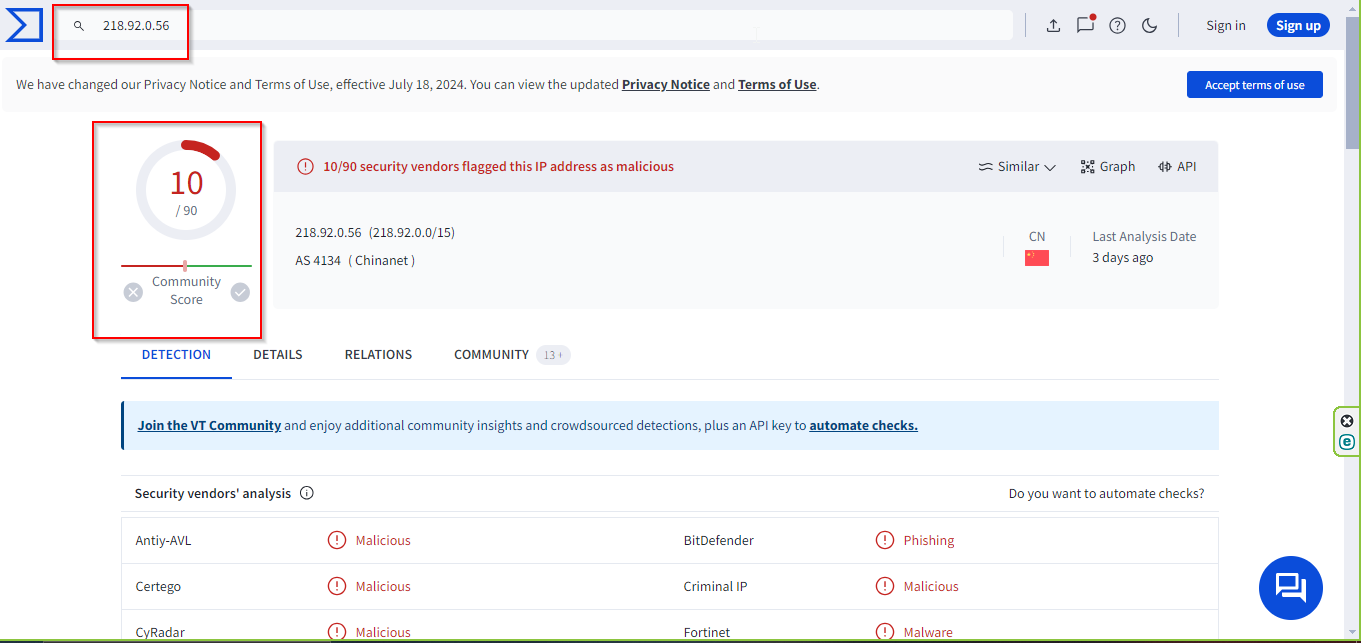 218.92.0.56
Sign in
Sign up
We have changed our Privacy Notice and Terms of Use, effective July 18, 2024. You can view the updated Privacy Notice and Terms of Use.
Accept terms of use
10
/ 90
Community
Score
10/90 security vendors flagged this IP address as malicious
Similar
Graph
API
218.92.0.56 (218.92.0.0/15)
AS 4134 ( Chinanet )
CN
Last Analysis Date
3 days ago
DETECTION
DETAILS
RELATIONS
COMMUNITY 13 +
Join the VT Community and enjoy additional community insights and crowdsourced detections, plus an API key to automate checks.
Security vendors' analysis
Do you want to automate checks?
Antiy-AVL Malicious BitDefender Phishing
Certego Malicious Criminal IP Malicious
CyRadar Malicious Fortinet Malware